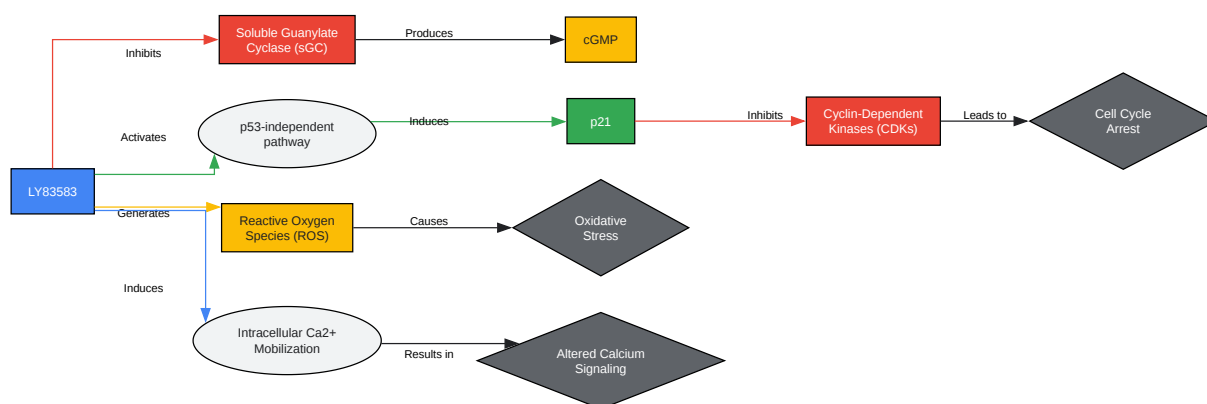 Soluble Guanylate
Cyclase (sGC)
Produces
cGMP
Inhibits
p53-independent
pathway
Activates
Induces
p21
Inhibits
Cyclin-Dependent
Kinases (CDKs)
Leads to
Cell Cycle
Arrest
LY83583
Generates
Reactive Oxygen
Species (ROS)
Causes
Oxidative
Stress
Induces
Intracellular Ca2+
Mobilization
Results in
Altered Calcium
Signaling